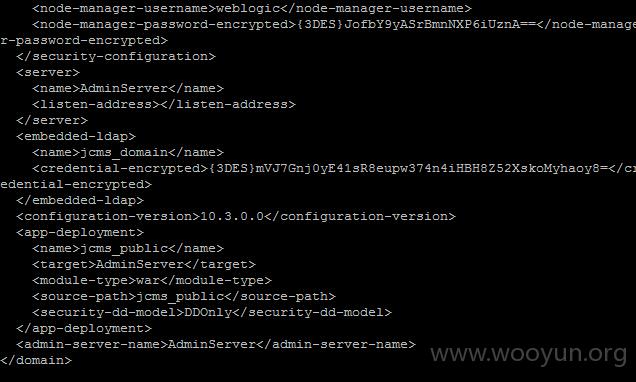 <node-manager-username>weblogic</node-manager-username>
<node-manager-password-encrypted>{3DES}JofbY9yASrBmnNXP6iUznA==</node-manage
r-password-encrypted>
</security-configuration>
<server>
<name>AdminServer</name>
<listen-address></listen-address>
</server>
<embedded-ldap>
<name>jcms_domain</name>
<credential-encrypted>{3DES}mVJ7Gnj0yE41sR8eupw374n4iHBH8Z52XskoMyhaoy8=</cr
edential-encrypted>
</embedded-ldap>
<configuration-version>10.3.0.0</configuration-version>
<app-deployment>
<name>jcms_public</name>
<target>AdminServer</target>
<module-type>war</module-type>
<source-path>jcms_public</source-path>
<security-dd-model>DDOnly</security-dd-model>
</app-deployment>
<admin-server-name>AdminServer</admin-server-name>
</domain>
www.wooyun.org